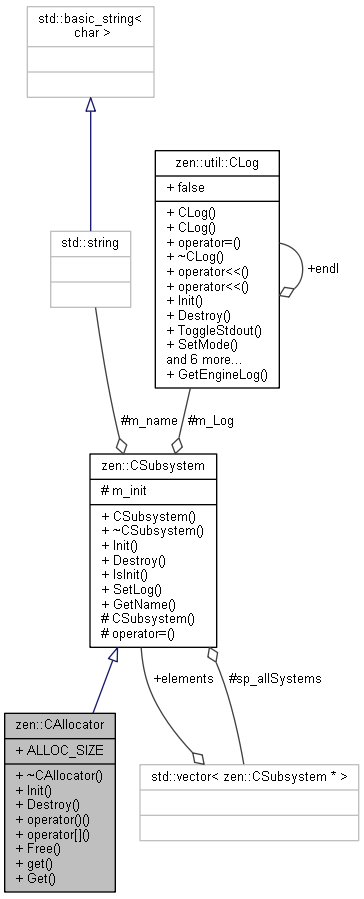 std::basic_string<
char >
zen::util::CLog
+ false
+ CLog()
+ CLog()
+ operator=()
+ ~CLog()
+ operator<<()
+ operator<<()
+ Init()
+ Destroy()
+ ToggleStdout()
+ SetMode()
and 6 more...
+ GetEngineLog()
std::string
+endl
#m_name
#m_Log
zen::CSubsystem
# m_init
+ CSubsystem()
+ ~CSubsystem()
+ Init()
+ Destroy()
+ IsInit()
+ SetLog()
+ GetName()
# CSubsystem()
# operator=()
+elements
#sp_allSystems
zen::CAllocator
+ ALLOC_SIZE
+ ~CAllocator()
+ Init()
+ Destroy()
+ operator()()
+ operator[]()
+ Free()
+ get()
+ Get()
std::vector< zen::CSubsystem * >